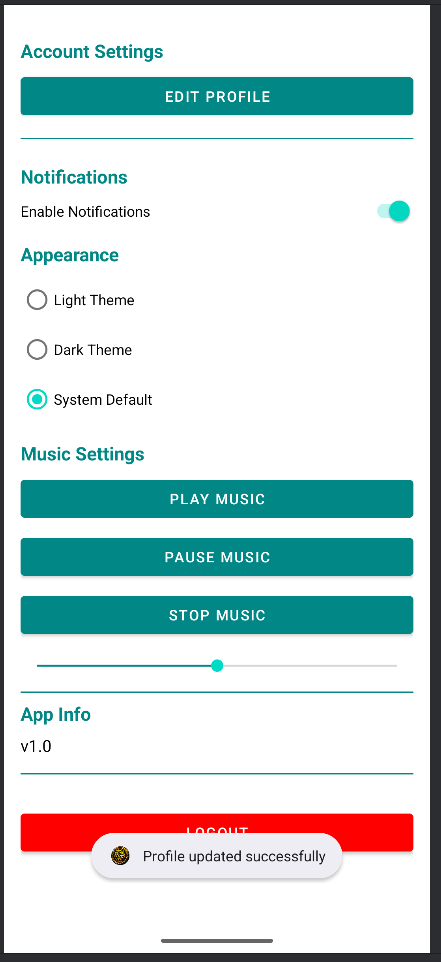 Account Settings
EDIT PROFILE
Notifications
Enable Notifications
Appearance
Light Theme
Dark Theme
System Default
Music Settings
PLAY MUSIC
PAUSE MUSIC
STOP MUSIC
App Info
v1.0
LOGOUT
Profile updated successfully